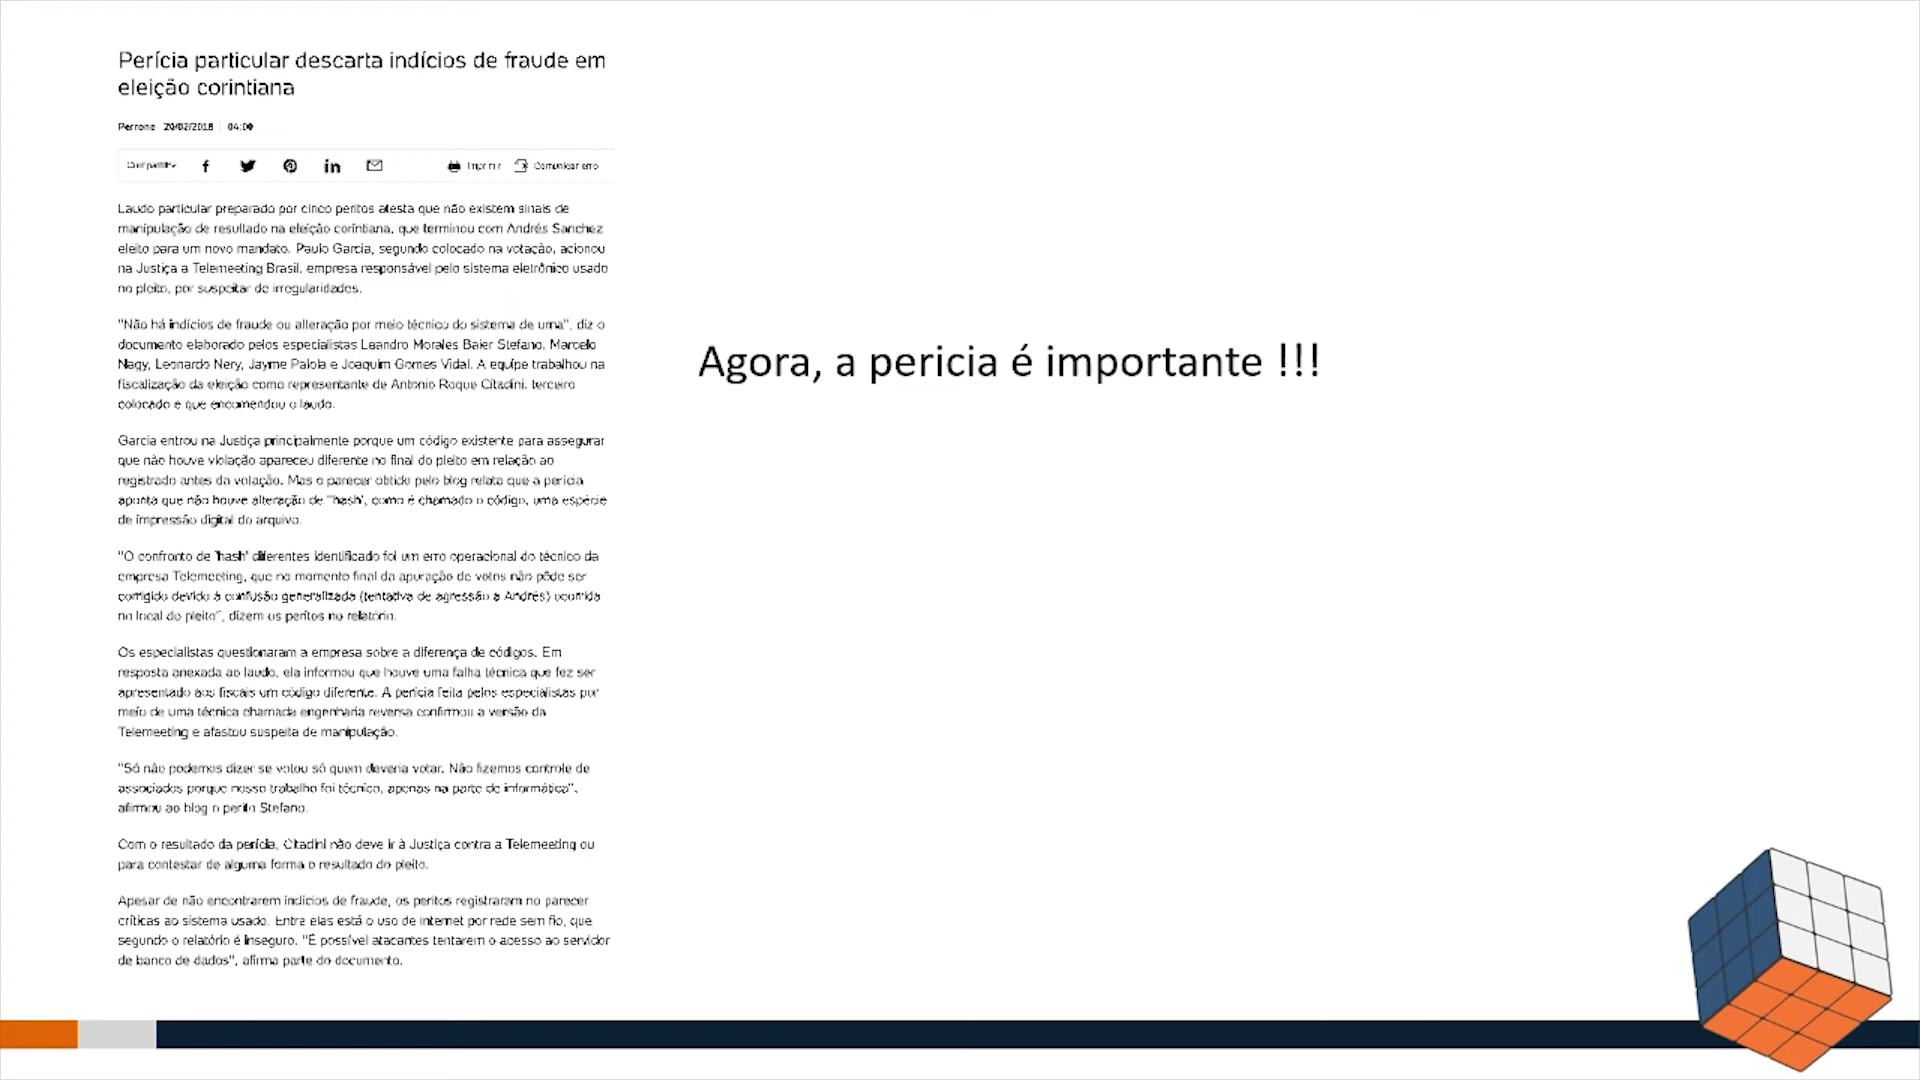 Perícia particular descarta indícios de fraude em
eleição corintiana
Perrone 20/02/2018 04:00
Compartilhe
Imprimir Comunicar erro
Laudo particular preparado por cinco peritos atesta que não existem sinais de
manipulação de resultado na eleição corintiana, que terminou com Andrés Sanchez
eleito para um novo mandato. Paulo Garcia, segundo colocado na votação, acionou
na Justiça a Telemeeting Brasil, empresa responsável pelo sistema eletrônico usado
no pleito, por suspeitar de irregularidades.
"Não há indícios de fraude ou alteração por meio técnico do sistema de urna", diz o
documento elaborado pelos especialistas Leandro Morales Baier Stefano, Marcelo
Nagy, Leonardo Nery, Jayme Paiola e Joaquim Gomes Vidal. A equipe trabalhou na
fiscalização da eleição como representante de Antonio Roque Citadini, terceiro
colocado e que encomendou o laudo.
Agora, a pericia é importante !!!
Garcia entrou na Justiça principalmente porque um código existente para assegurar
que não houve violação apareceu diferente no final do pleito em relação ao
registrado antes da votação. Mas o parecer obtido pelo blog relata que a perícia
aponta que não houve alteração de "hash', como é chamado o código, uma espécie
de impressão digital do arquivo.
"O confronto de 'hash' diferentes identificado foi um erro operacional do técnico da
empresa Telemeeting, que no momento final da apuração de votos não pôde ser
corrigido devido à confusão generalizada (tentativa de agressão a Andrés) ocorrida
no local do pleito", dizem os peritos no relatório.
Os especialistas questionaram a empresa sobre a diferença de códigos. Em
resposta anexada ao laudo, ela informou que houve uma falha técnica que fez ser
apresentado aos fiscais um código diferente. A perícia feita pelos especialistas por
meio de uma técnica chamada engenharia reversa confirmou a versão da
Telemeeting e afastou suspeita de manipulação.
"Só não podemos dizer se votou só quem deveria votar. Não fizemos controle de
associados porque nosso trabalho foi técnico, apenas na parte de informática",
afirmou ao blog o perito Stefano.
Com o resultado da perícia, Citadini não deve ir à Justiça contra a Telemeeting ou
para contestar de alguma forma o resultado do pleito.
Apesar de não encontrarem indícios de fraude, os peritos registraram no parecer
críticas ao sistema usado. Entre elas está o uso de internet por rede sem fio, que
segundo o relatório é inseguro. "É possível atacantes tentarem o acesso ao servidor
de banco de dados", afirma parte do documento.